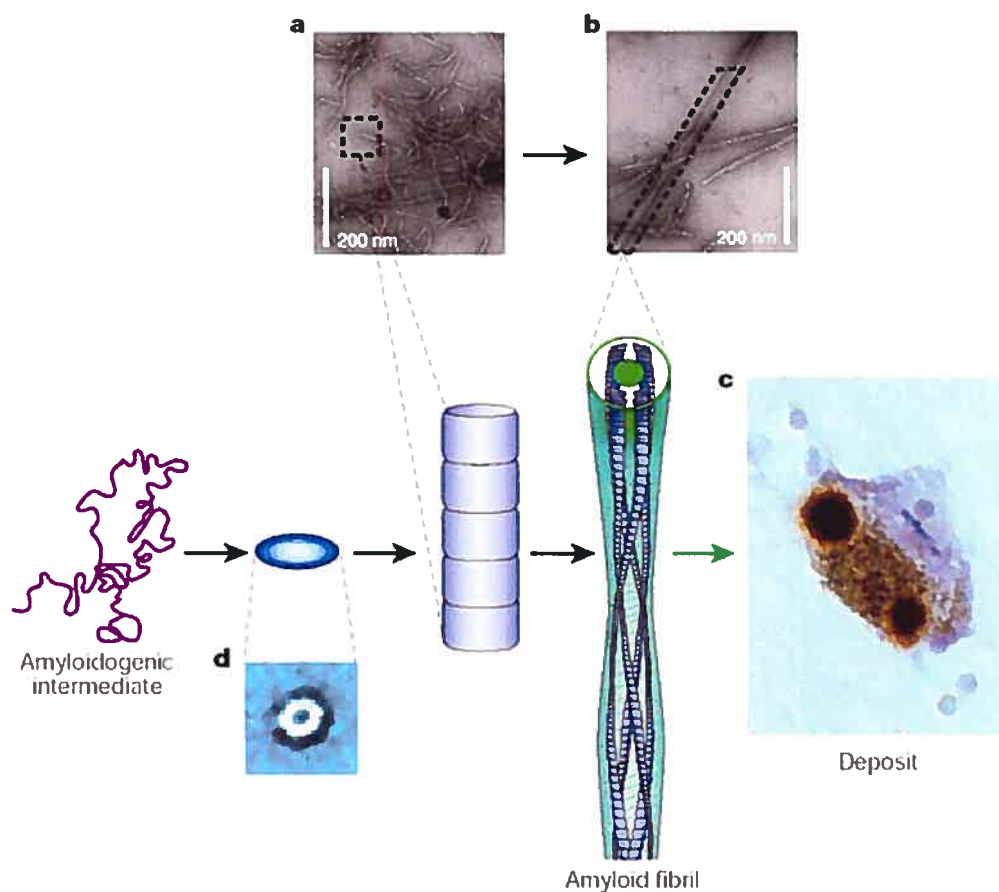 a
b
200 nm
200 nm
c
Amyloidogenic
intermediate
d
Deposit
Amyloid fibril